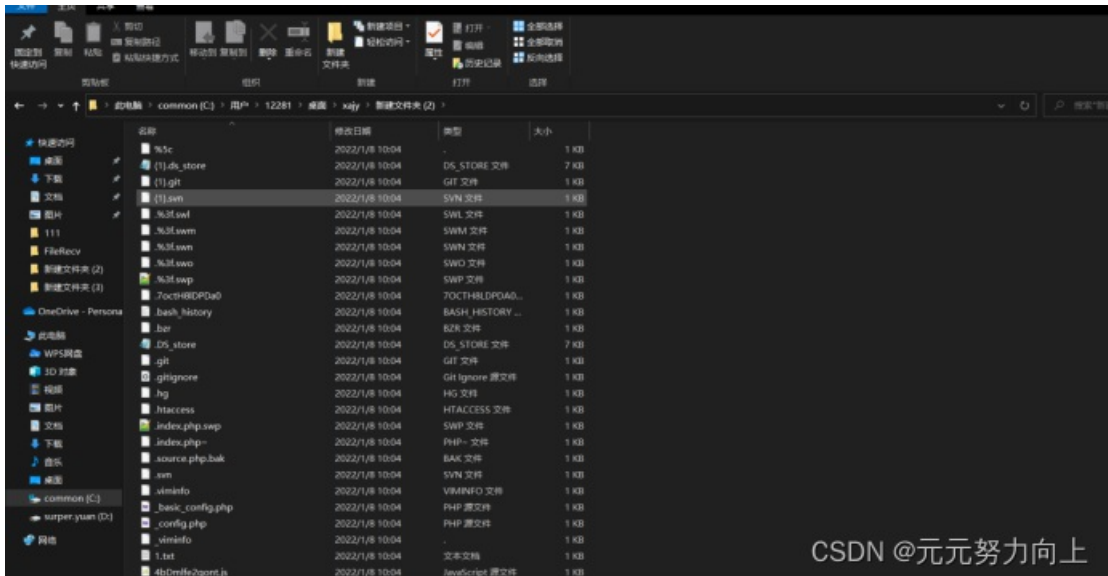 文件 主页 共享 查看
固定到快速访问 复制 粘贴 剪切 复制路径 粘贴快捷方式
移动到 复制到 删除 重命名 新建文件夹 新建项目 轻松访问
属性 打开 编辑 历史记录 全部选择 全部取消 反向选择
剪贴板 组织 新建 打开 选择
此电脑 > common (C:) > 用户 > 12281 > 桌面 > xajy > 新建文件夹 (2) >
快速访问
桌面
下载
文档
图片
111
FileRecv
新建文件夹 (2)
新建文件夹 (3)
OneDrive - Persona
此电脑
WPS网盘
3D 对象
视频
图片
文档
下载
音乐
桌面
common (C:)
surper.yuan (D:)
网络
名称 修改日期 类型 大小
%5c 2022/1/8 10:04 . 1 KB
(1).ds_store 2022/1/8 10:04 DS_STORE 文件 7 KB
(1).git 2022/1/8 10:04 GIT 文件 1 KB
(1).svn 2022/1/8 10:04 SVN 文件 1 KB
.%3f.swl 2022/1/8 10:04 SWL 文件 1 KB
.%3f.swm 2022/1/8 10:04 SWM 文件 1 KB
.%3f.swn 2022/1/8 10:04 SWN 文件 1 KB
.%3f.swo 2022/1/8 10:04 SWO 文件 1 KB
.%3f.swp 2022/1/8 10:04 SWP 文件 1 KB
.7octH8lDPDa0 2022/1/8 10:04 7OCTH8LDPDA0... 1 KB
.bash_history 2022/1/8 10:04 BASH_HISTORY ... 1 KB
.bzr 2022/1/8 10:04 BZR 文件 1 KB
.DS_store 2022/1/8 10:04 DS_STORE 文件 7 KB
.git 2022/1/8 10:04 GIT 文件 1 KB
.gitignore 2022/1/8 10:04 Git Ignore 源文件 1 KB
.hg 2022/1/8 10:04 HG 文件 1 KB
.htaccess 2022/1/8 10:04 HTACCESS 文件 1 KB
.index.php.swp 2022/1/8 10:04 SWP 文件 1 KB
.index.php~ 2022/1/8 10:04 PHP~ 文件 1 KB
.source.php.bak 2022/1/8 10:04 BAK 文件 1 KB
.svn 2022/1/8 10:04 SVN 文件 1 KB
.viminfo 2022/1/8 10:04 VIMINFO 文件 1 KB
_basic_config.php 2022/1/8 10:04 PHP 源文件 1 KB
_config.php 2022/1/8 10:04 PHP 源文件 1 KB
_viminfo 2022/1/8 10:04 . 1 KB
1.txt 2022/1/8 10:04 文本文档 1 KB
2022/1/8 10:04 JavaScript 源文件 1 KB
CSDN @元元努力向上